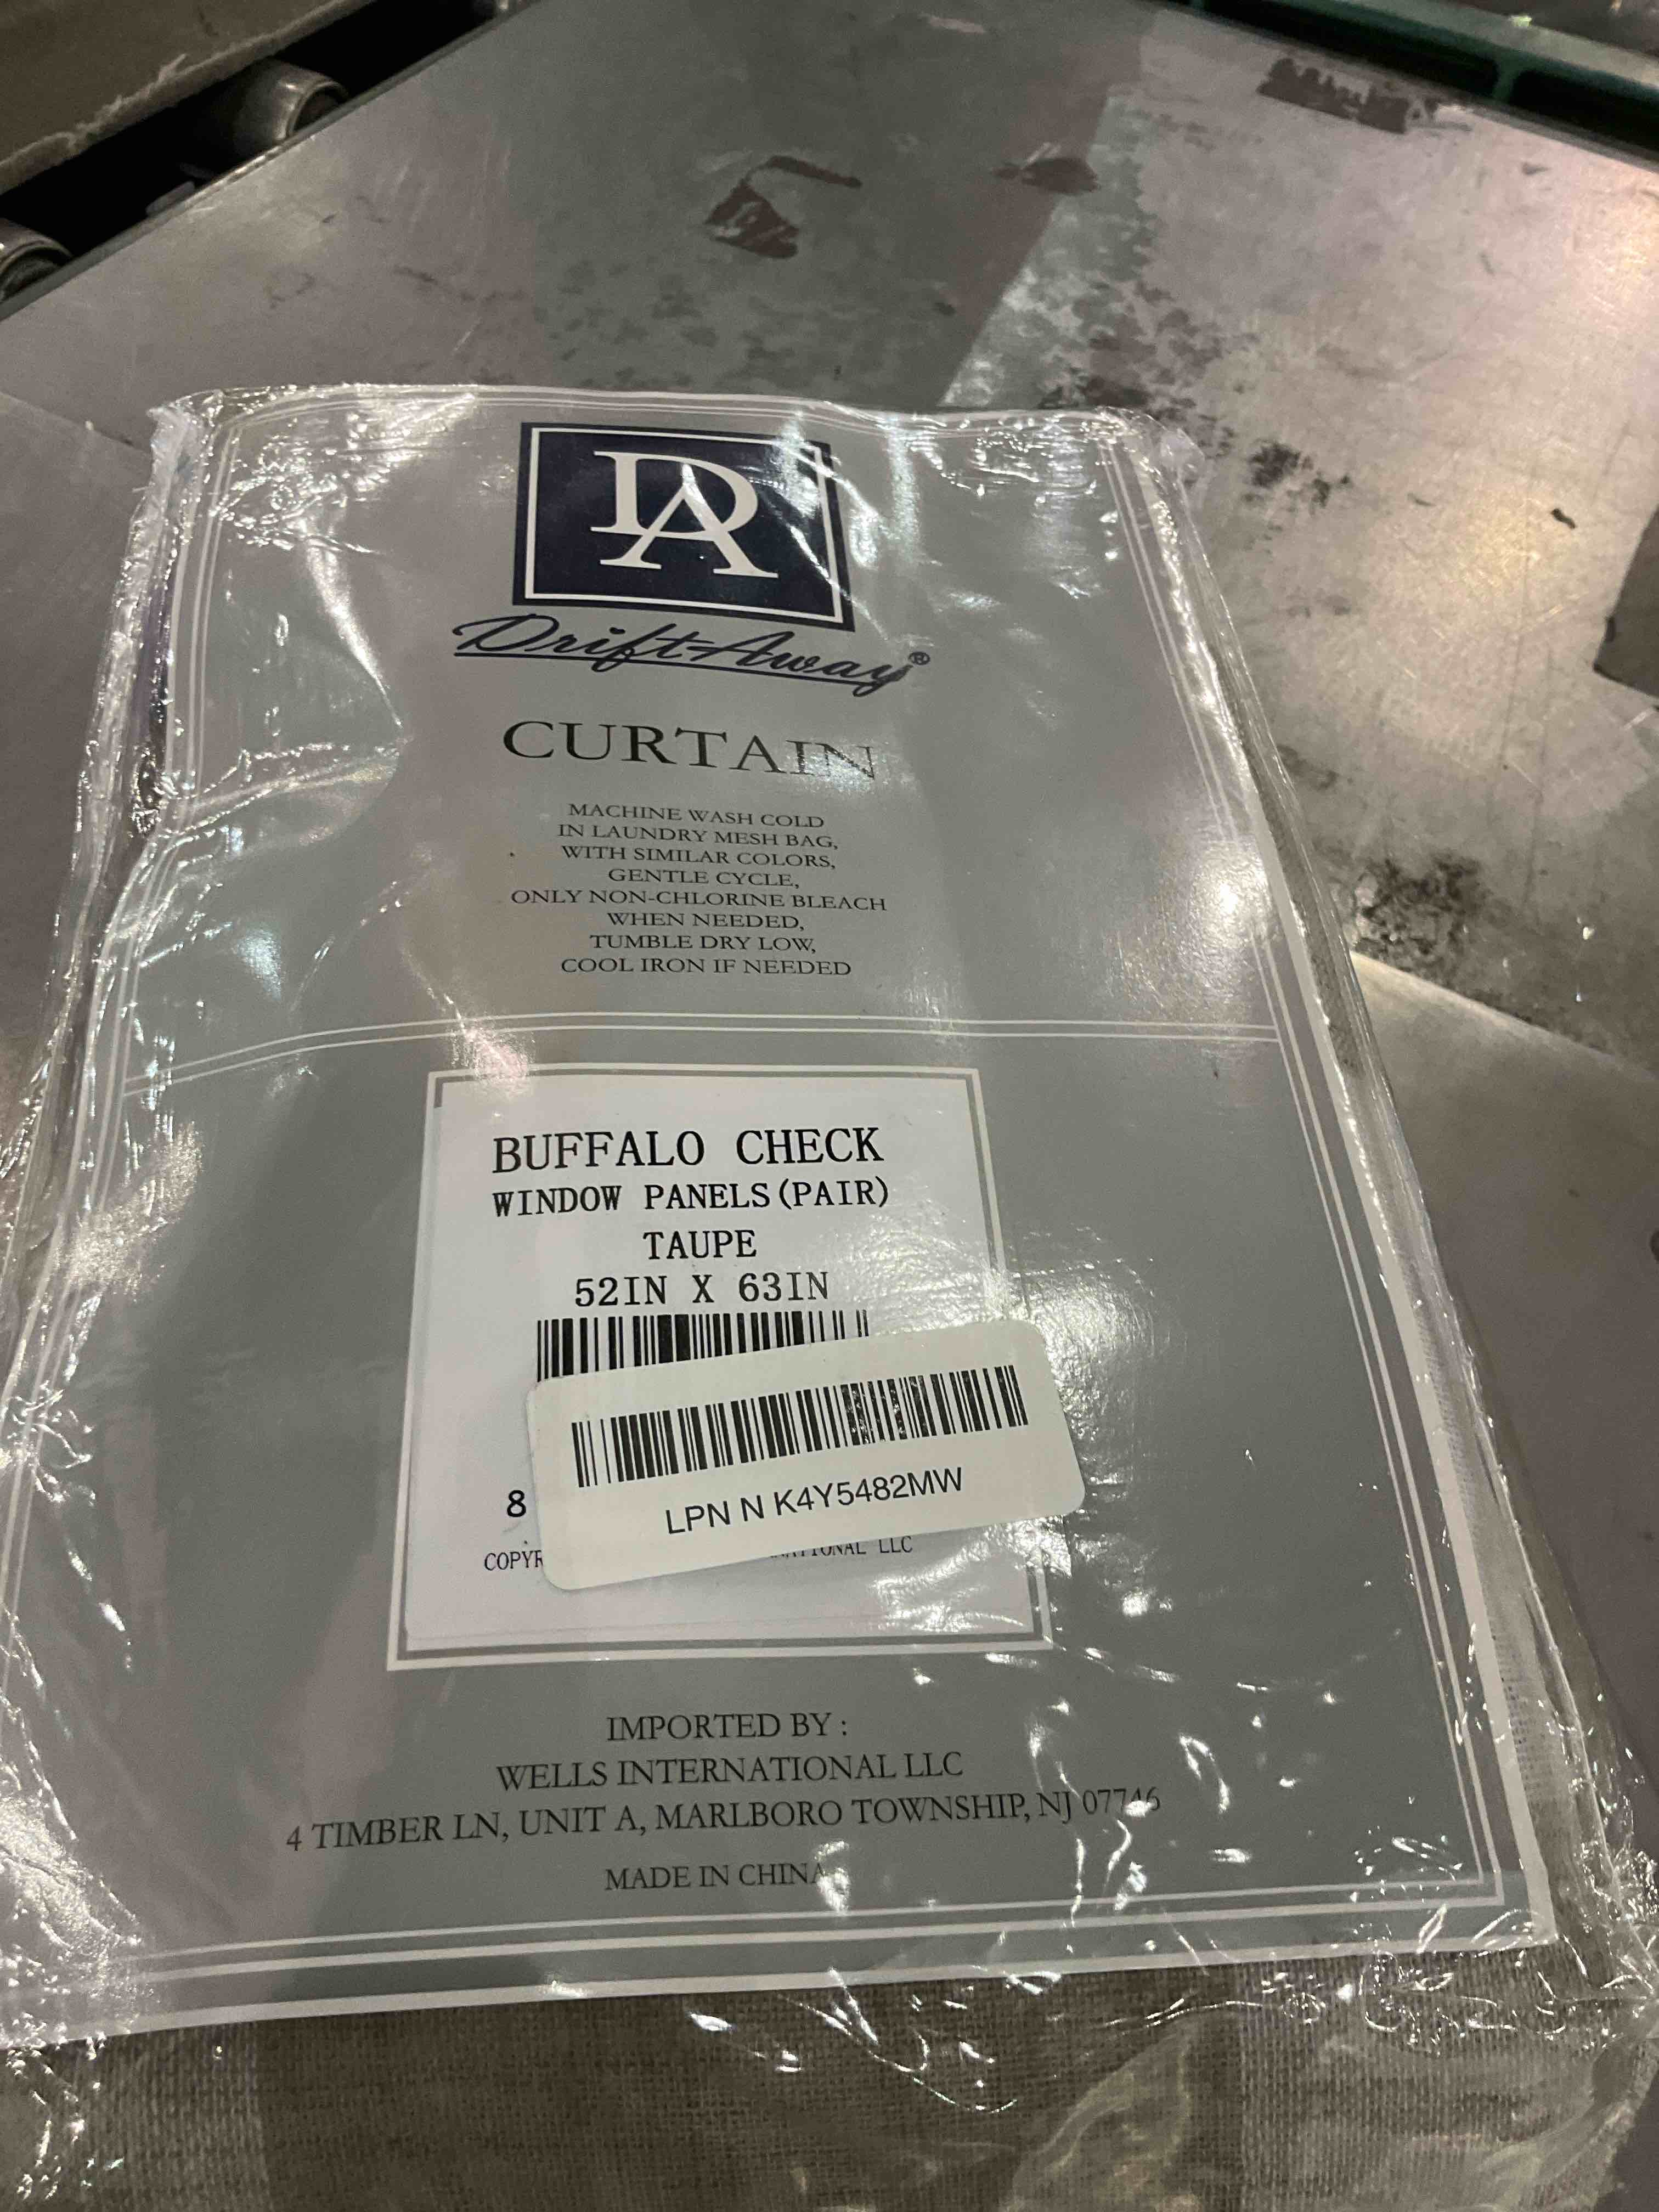 DA
Drift-Away®
CURTAIN
MACHINE WASH COLD
IN LAUNDRY MESH BAG,
WITH SIMILAR COLORS,
GENTLE CYCLE,
ONLY NON-CHLORINE BLEACH
WHEN NEEDED,
TUMBLE DRY LOW,
COOL IRON IF NEEDED
BUFFALO CHECK
WINDOW PANELS(PAIR)
TAUPE
52IN X 63IN
LPN N K4Y5482MW
8
LLC
IMPORTED BY :
WELLS INTERNATIONAL LLC
4 TIMBER LN, UNIT A, MARLBORO TOWNSHIP, NJ 07746
MADE IN CHINA